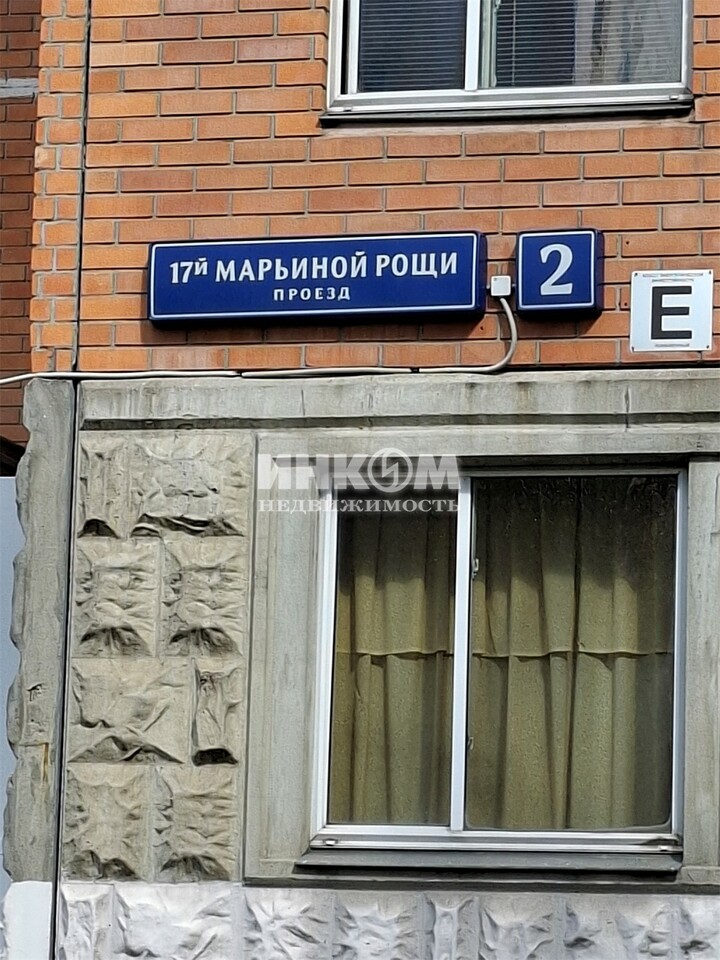 17й МАРЬИНОЙ РОЩИ
ПРОЕЗД
2
E
ИНКОМ
НЕДВИЖИМОСТЬ